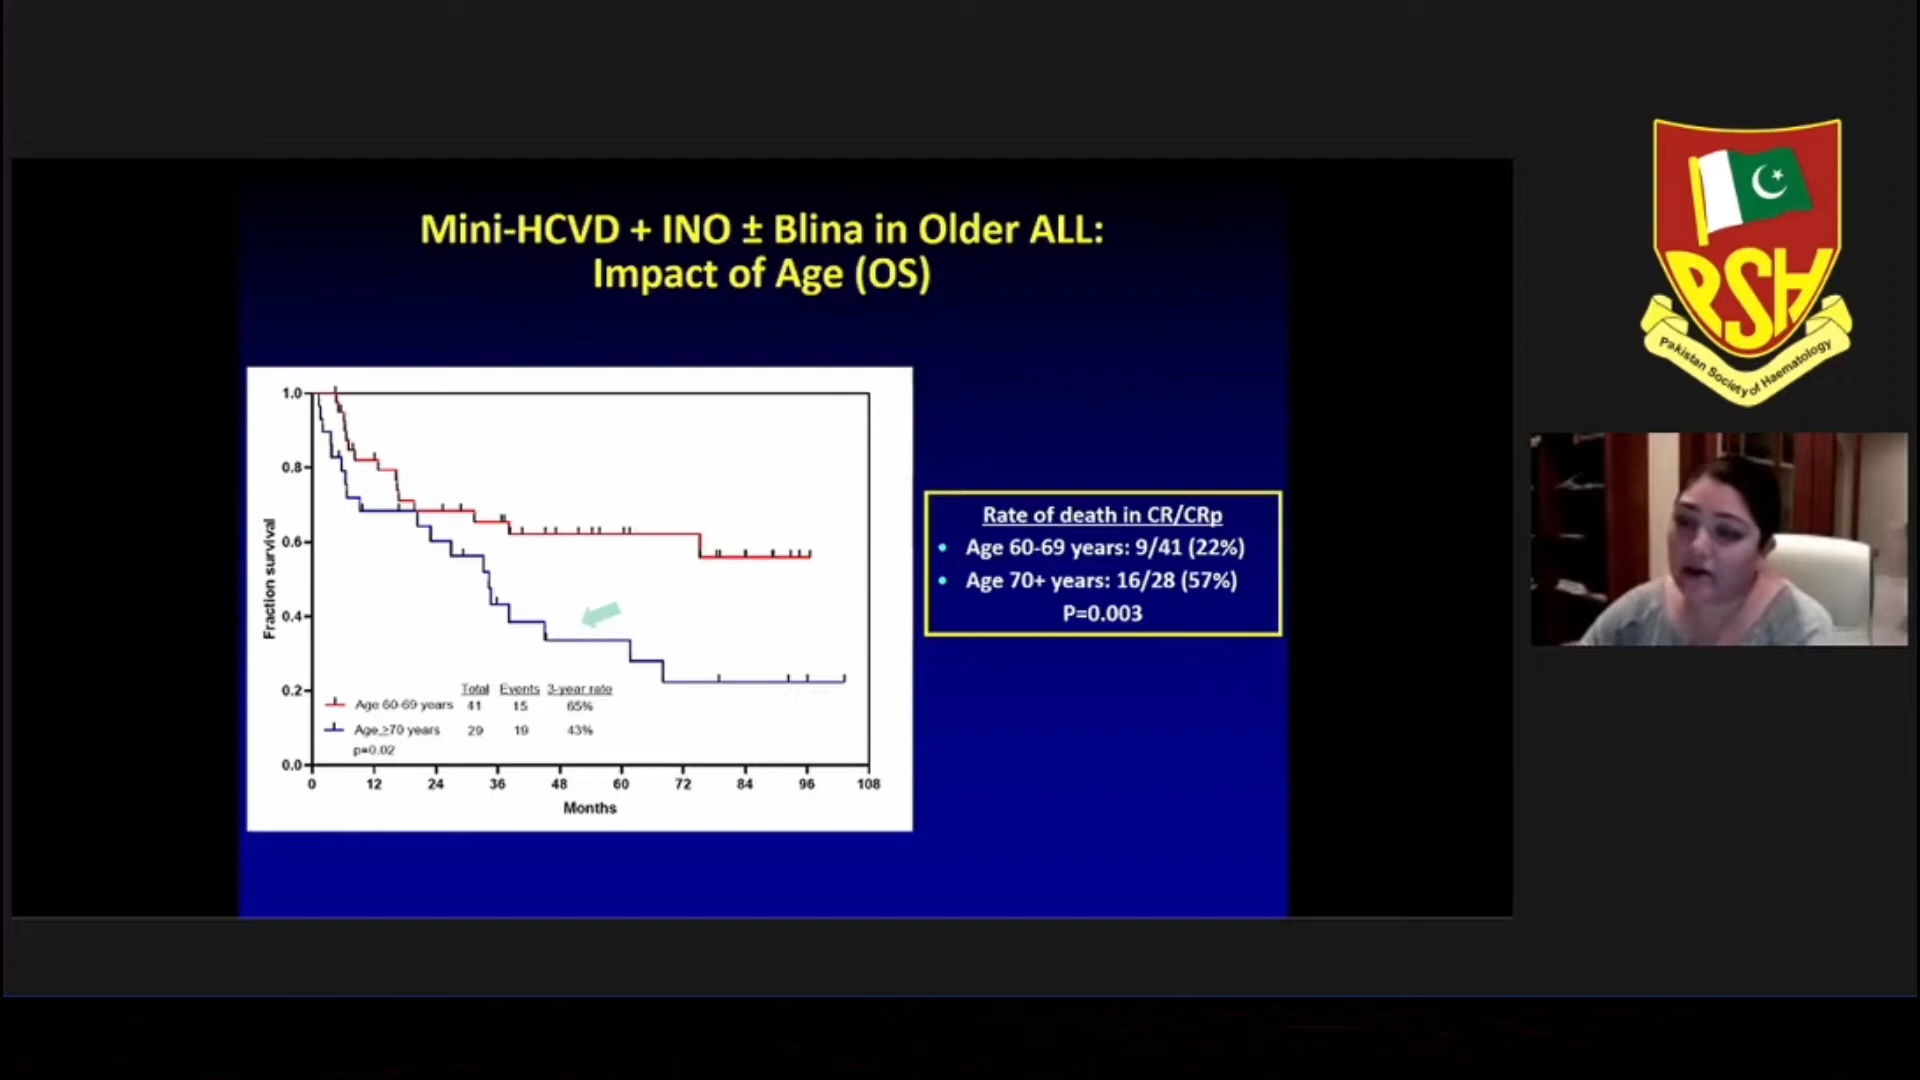 Mini-HCVD + INO ± Blina in Older ALL:
Impact of Age (OS)
Fraction survival
1.0
0.8
0.6
0.4
0.2
0.0
Total Events 3-year rate
Age 60-69 years 41 15 65%
Age ≥70 years 29 19 43%
p=0.02
0 12 24 36 48 60 72 84 96 108
Months
Rate of death in CR/CRp
• Age 60-69 years: 9/41 (22%)
• Age 70+ years: 16/28 (57%)
P=0.003
PSH
Pakistan Society of Haematology